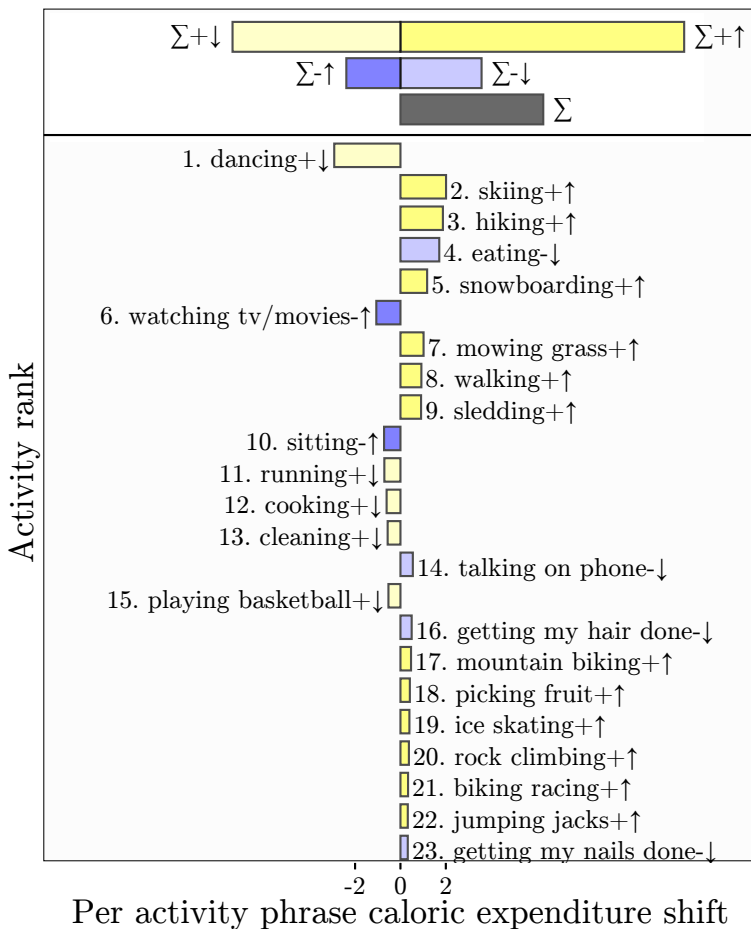 Σ+↓ Σ+↑
Σ-↑ Σ-↓
Σ
1. dancing+↓
2. skiing+↑
3. hiking+↑
4. eating-↓
5. snowboarding+↑
6. watching tv/movies-↑
7. mowing grass+↑
8. walking+↑
9. sledding+↑
10. sitting-↑
11. running+↓
12. cooking+↓
13. cleaning+↓
14. talking on phone-↓
15. playing basketball+↓
16. getting my hair done-↓
17. mountain biking+↑
18. picking fruit+↑
19. ice skating+↑
20. rock climbing+↑
21. biking racing+↑
22. jumping jacks+↑
23. getting my nails done-↓
Activity rank
-2 0 2
Per activity phrase caloric expenditure shift